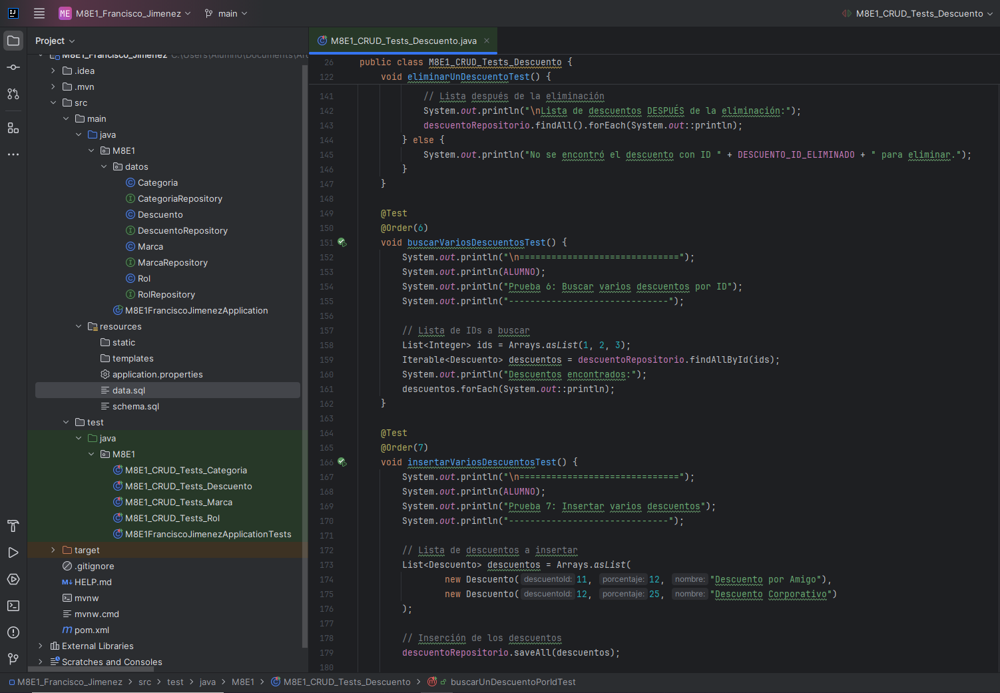 ME M8E1_Francisco_Jimenez main M8E1_CRUD_Tests_Descuento
Project
M8E1_Francisco_Jimenez C:\Users\Alumno\Documents\
.idea
.mvn
src
main
java
M8E1
datos
Categoria
CategoriaRepository
Descuento
DescuentoRepository
Marca
MarcaRepository
Rol
RolRepository
M8E1FranciscoJimenezApplication
resources
static
templates
application.properties
data.sql
schema.sql
test
java
M8E1
M8E1_CRUD_Tests_Categoria
M8E1_CRUD_Tests_Descuento
M8E1_CRUD_Tests_Marca
M8E1_CRUD_Tests_Rol
M8E1FranciscoJimenezApplicationTests
target
.gitignore
HELP.md
mvnw
mvnw.cmd
pom.xml
External Libraries
Scratches and Consoles
M8E1_CRUD_Tests_Descuento.java
26 public class M8E1_CRUD_Tests_Descuento {
122 void eliminarUnDescuentoTest() {
141 // Lista después de la eliminación
142 System.out.println("\nLista de descuentos DESPUÉS de la eliminación:");
143 descuentoRepositorio.findAll().forEach(System.out::println);
144 } else {
145 System.out.println("No se encontró el descuento con ID " + DESCUENTO_ID_ELIMINADO + " para eliminar.");
146 }
147 }
148
149 @Test
150 @Order(6)
151 void buscarVariosDescuentosTest() {
152 System.out.println("\n==============================");
153 System.out.println(ALUMNO);
154 System.out.println("Prueba 6: Buscar varios descuentos por ID");
155 System.out.println("------------------------------");
156
157 // Lista de IDs a buscar
158 List<Integer> ids = Arrays.asList(1, 2, 3);
159 Iterable<Descuento> descuentos = descuentoRepositorio.findAllById(ids);
160 System.out.println("Descuentos encontrados:");
161 descuentos.forEach(System.out::println);
162 }
163
164 @Test
165 @Order(7)
166 void insertarVariosDescuentosTest() {
167 System.out.println("\n==============================");
168 System.out.println(ALUMNO);
169 System.out.println("Prueba 7: Insertar varios descuentos");
170 System.out.println("------------------------------");
171
172 // Lista de descuentos a insertar
173 List<Descuento> descuentos = Arrays.asList(
174 new Descuento( descuentoId: 11, porcentaje: 12, nombre: "Descuento por Amigo"),
175 new Descuento( descuentoId: 12, porcentaje: 25, nombre: "Descuento Corporativo")
176 );
177
178 // Inserción de los descuentos
179 descuentoRepositorio.saveAll(descuentos);
180
M8E1_Francisco_Jimenez > src > test > java > M8E1 > M8E1_CRUD_Tests_Descuento > buscarUnDescuentoPorIdTest